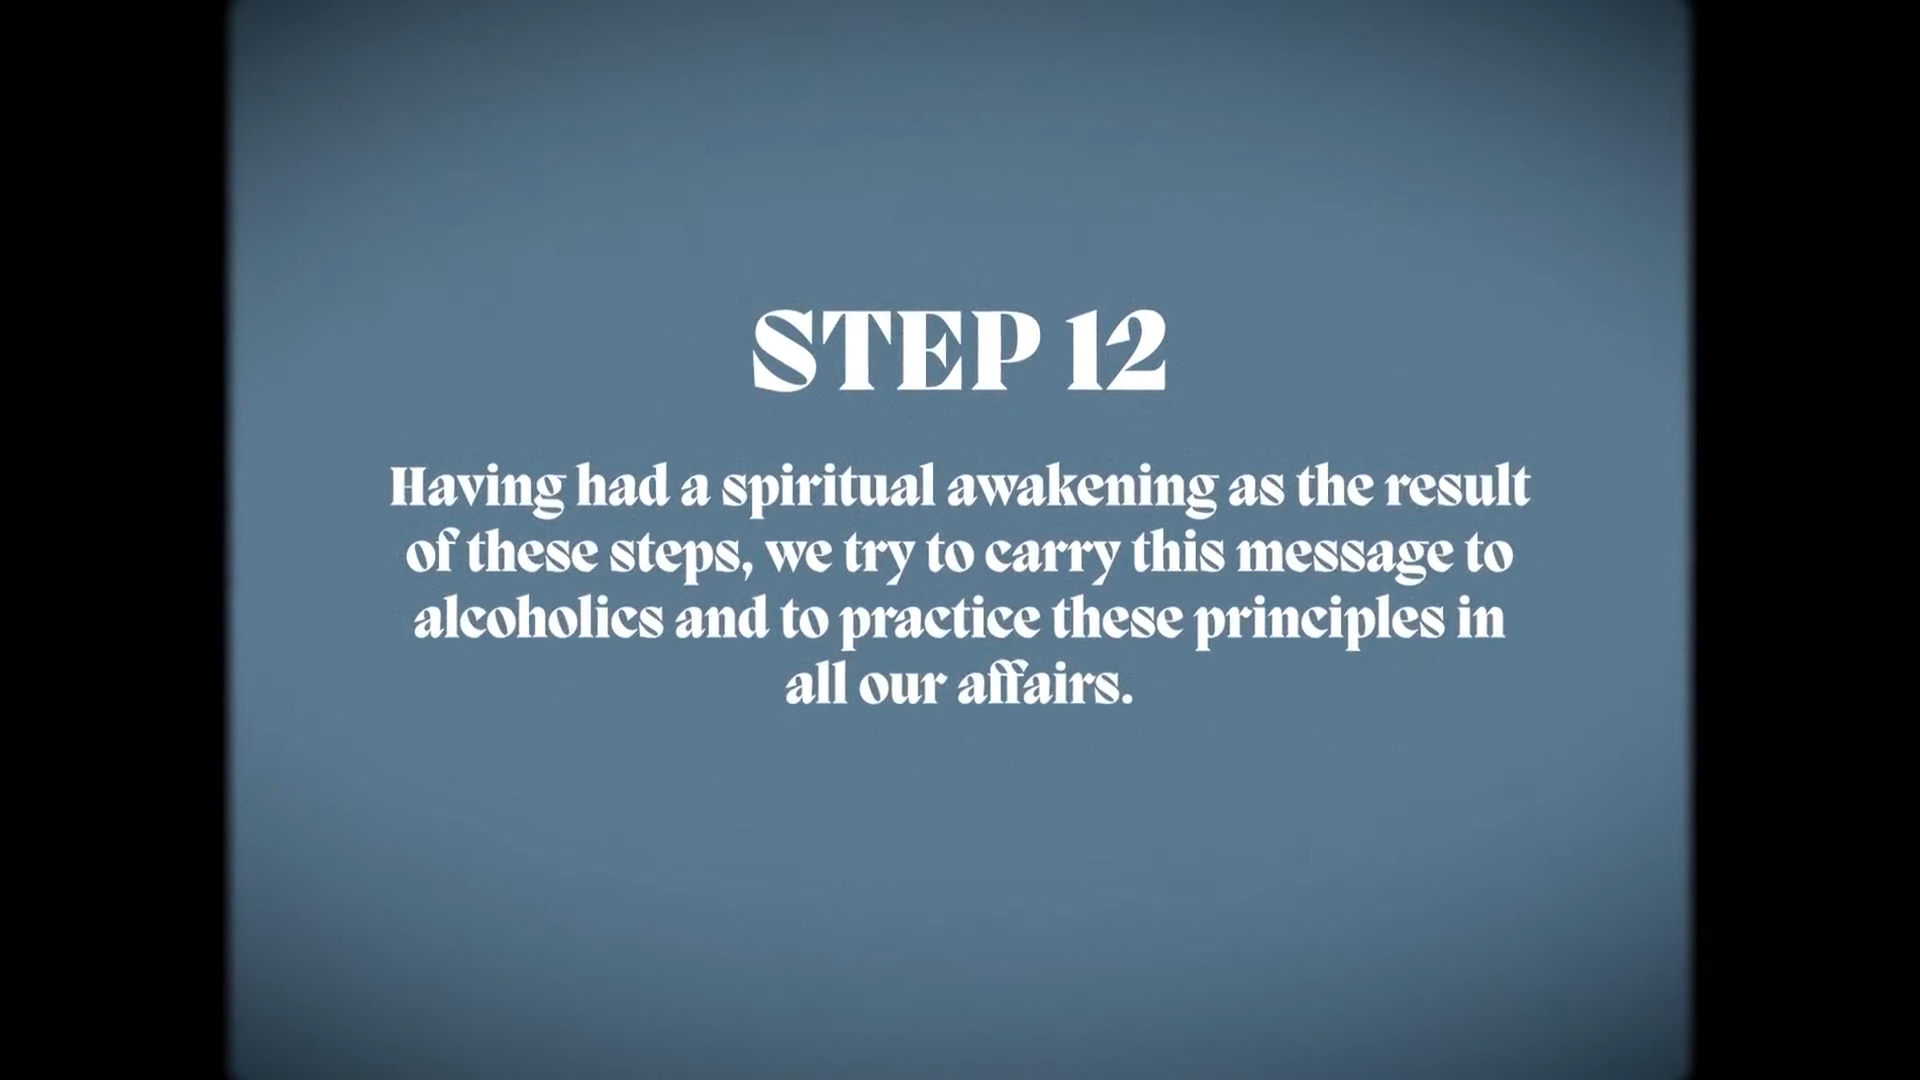 STEP 12
Having had a spiritual awakening as the result
of these steps, we try to carry this message to
alcoholics and to practice these principles in
all our affairs.